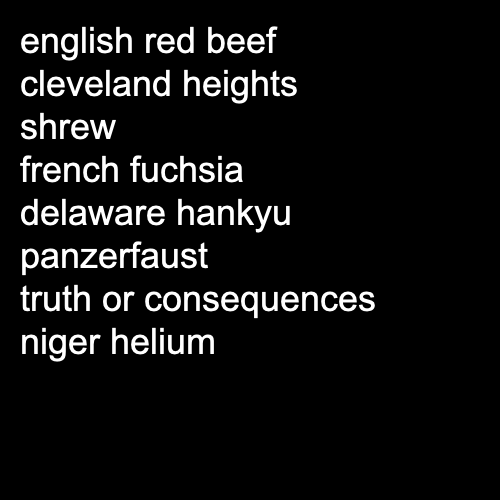 english red beef
cleveland heights
shrew
french fuchsia
delaware hankyu
panzerfaust
truth or consequences
niger helium